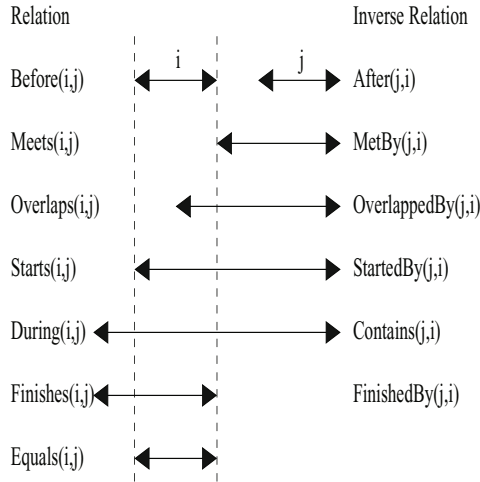 Relation Inverse Relation
i j
Before(i,j) After(j,i)
Meets(i,j) MetBy(j,i)
Overlaps(i,j) OverlappedBy(j,i)
Starts(i,j) StartedBy(j,i)
During(i,j) Contains(j,i)
Finishes(i,j) FinishedBy(j,i)
Equals(i,j)